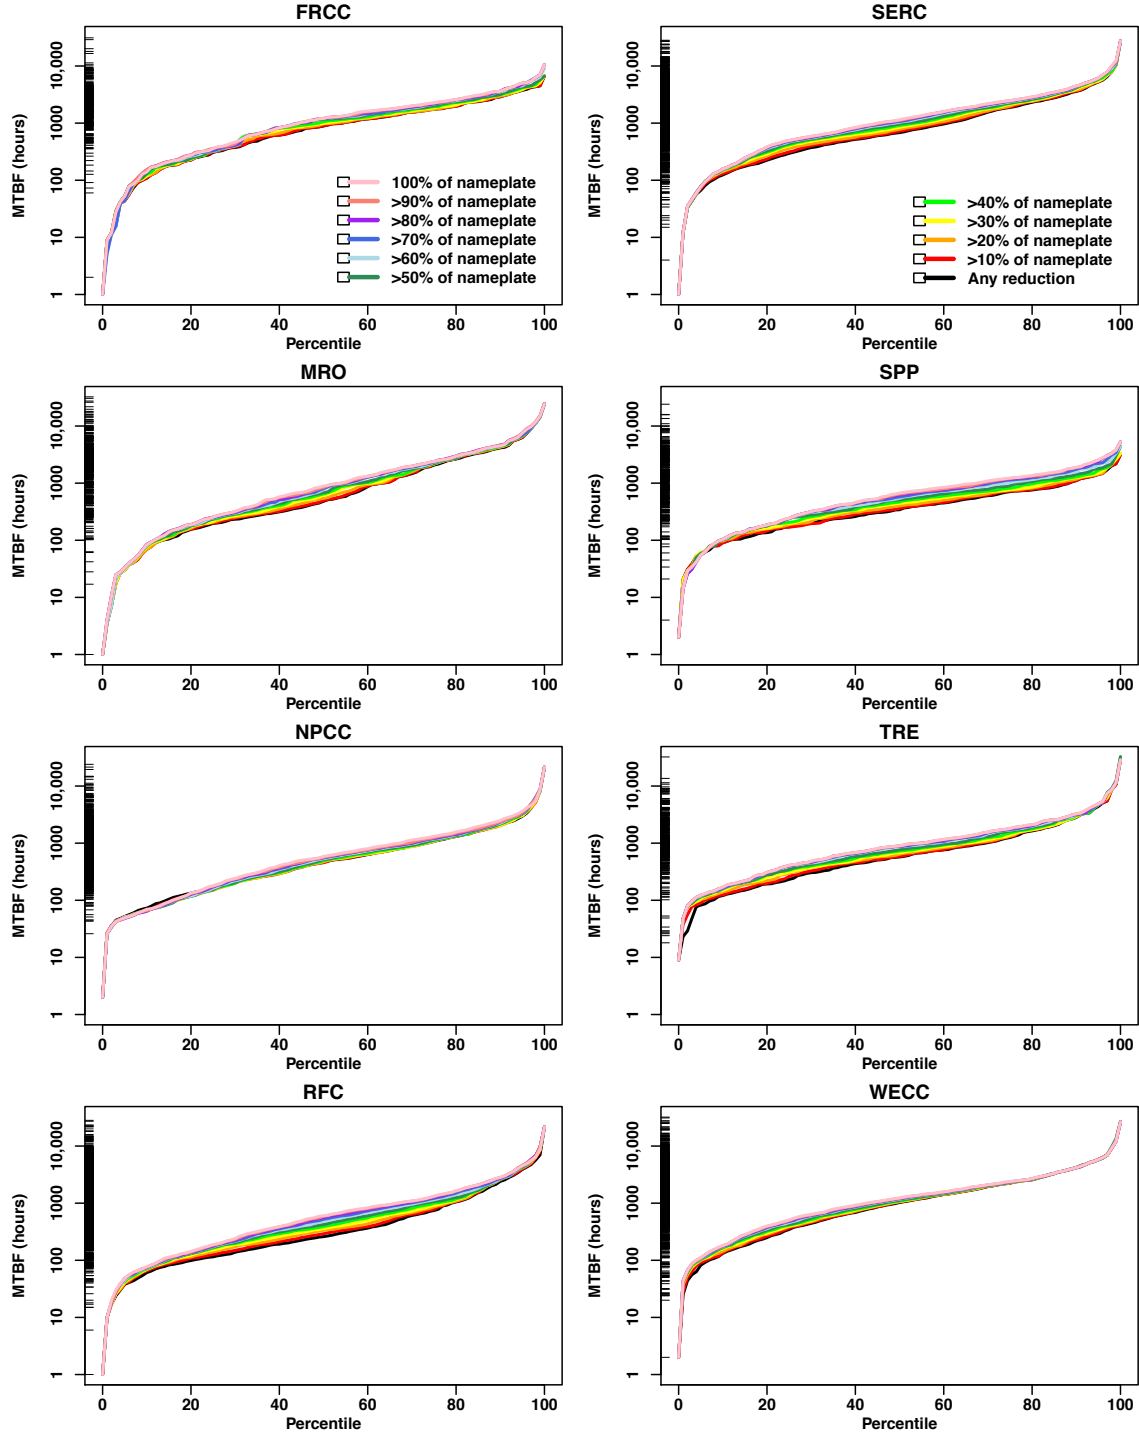 FRCC
MTBF (hours)
10,000
1000
100
10
1
100% of nameplate
>90% of nameplate
>80% of nameplate
>70% of nameplate
>60% of nameplate
>50% of nameplate
0 20 40 60 80 100
Percentile
SERC
MTBF (hours)
10,000
1000
100
10
1
>40% of nameplate
>30% of nameplate
>20% of nameplate
>10% of nameplate
Any reduction
0 20 40 60 80 100
Percentile
MRO
MTBF (hours)
10,000
1000
100
10
1
0 20 40 60 80 100
Percentile
SPP
MTBF (hours)
10,000
1000
100
10
1
0 20 40 60 80 100
Percentile
NPCC
MTBF (hours)
10,000
1000
100
10
1
0 20 40 60 80 100
Percentile
TRE
MTBF (hours)
10,000
1000
100
10
1
0 20 40 60 80 100
Percentile
RFC
MTBF (hours)
10,000
1000
100
10
1
0 20 40 60 80 100
Percentile
WECC
MTBF (hours)
10,000
1000
100
10
1
0 20 40 60 80 100
Percentile